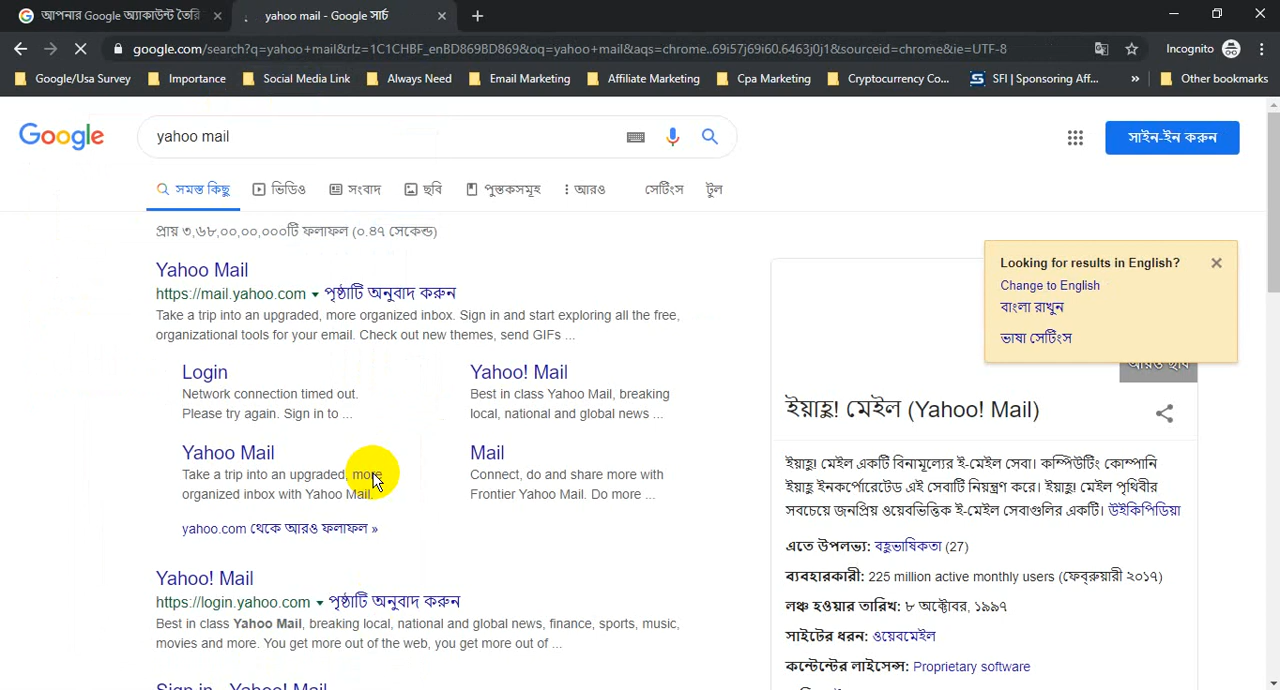 আপনার Google অ্যাকাউন্ট তৈরি
yahoo mail - Google সার্চ
google.com/search?q=yahoo+mail&rlz=1C1CHBF_enBD869BD869&oq=yahoo+mail&aqs=chrome..69i57j69i60.6463j0j1&sourceid=chrome&ie=UTF-8
Incognito
Google/Usa Survey Importance Social Media Link Always Need Email Marketing Affiliate Marketing Cpa Marketing Cryptocurrency Co... SFI | Sponsoring Aff... » Other bookmarks
Google
yahoo mail
সাইন-ইন করুন
সমস্ত কিছু ভিডিও সংবাদ ছবি পুস্তকসমূহ আরও সেটিংস টুল
প্রায় ৩,৬৮,০০,০০,০০০টি ফলাফল (০.৪৭ সেকেন্ড)
Yahoo Mail
https://mail.yahoo.com পৃষ্ঠাটি অনুবাদ করুন
Take a trip into an upgraded, more organized inbox. Sign in and start exploring all the free,
organizational tools for your email. Check out new themes, send GIFs ...
Login
Network connection timed out.
Please try again. Sign in to ...
Yahoo! Mail
Best in class Yahoo Mail, breaking
local, national and global news ...
Yahoo Mail
Take a trip into an upgraded, more
organized inbox with Yahoo Mail.
Mail
Connect, do and share more with
Frontier Yahoo Mail. Do more ...
yahoo.com থেকে আরও ফলাফল »
Yahoo! Mail
https://login.yahoo.com পৃষ্ঠাটি অনুবাদ করুন
Best in class Yahoo Mail, breaking local, national and global news, finance, sports, music,
movies and more. You get more out of the web, you get more out of ...
Sign in - Yahoo! Mail
Looking for results in English?
Change to English
বাংলা রাখুন
ভাষা সেটিংস
আরও ছবি
ইয়াহু! মেইল (Yahoo! Mail)
ইয়াহু! মেইল একটি বিনামূল্যের ই-মেইল সেবা। কম্পিউটিং কোম্পানি
ইয়াহু ইনকর্পোরেটেড এই সেবাটি নিয়ন্ত্রণ করে। ইয়াহু! মেইল পৃথিবীর
সবচেয়ে জনপ্রিয় ওয়েবভিত্তিক ই-মেইল সেবাগুলির একটি। উইকিপিডিয়া
এতে উপলভ্য: বহুভাষিকতা (27)
ব্যবহারকারী: 225 million active monthly users (ফেব্রুয়ারী ২০১৭)
লঞ্চ হওয়ার তারিখ: ৮ অক্টোবর, ১৯৯৭
সাইটের ধরন: ওয়েবমেইল
কন্টেন্টের লাইসেন্স: Proprietary software